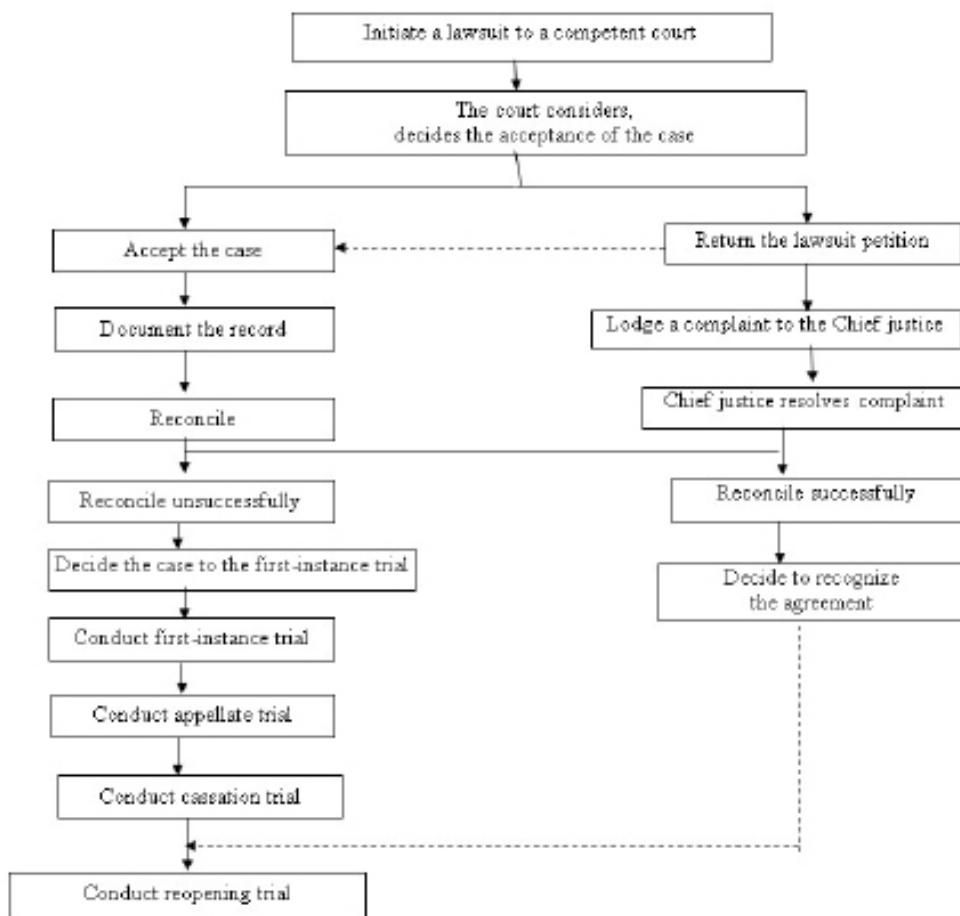 Initiate a lawsuit to a competent court
The court considers,
decides the acceptance of the case
Accept the case
Return the lawsuit petition
Document the record
Lodge a complaint to the Chief justice
Reconcile
Chief justice resolves complaint
Reconcile unsuccessfully
Reconcile successfully
Decide the case to the first-instance trial
Decide to recognize
the agreement
Conduct first-instance trial
Conduct appellate trial
Conduct cassation trial
Conduct reopening trial